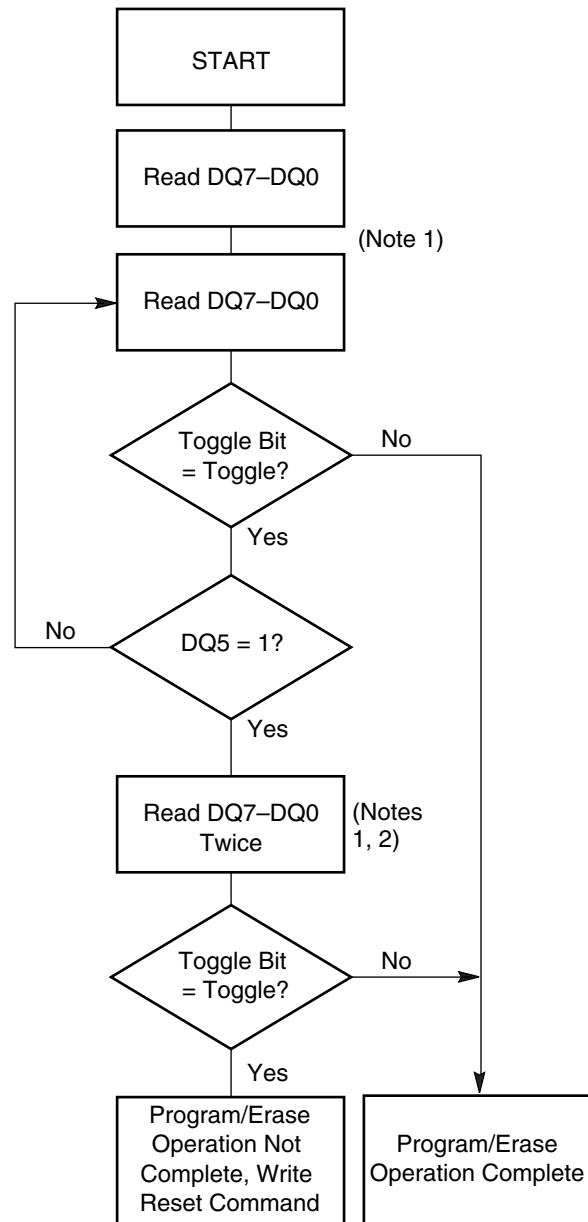 START
Read DQ7–DQ0
(Note 1)
Read DQ7–DQ0
Toggle Bit
= Toggle?
No
Yes
No
DQ5 = 1?
Yes
Read DQ7–DQ0
Twice
(Notes
1, 2)
Toggle Bit
= Toggle?
No
Yes
Program/Erase
Operation Not
Complete, Write
Reset Command
Program/Erase
Operation Complete